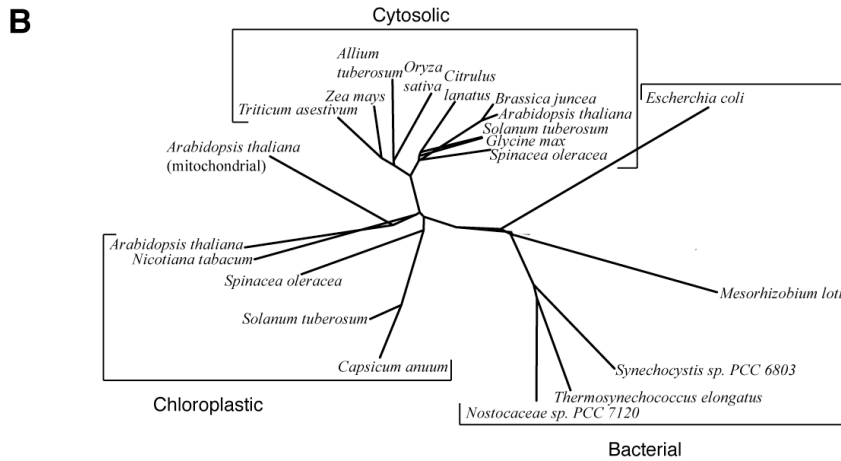 B
Cytosolic
Allium
tuberosum
Oryza
sativa
Citrulus
lanatus
Zea mays
Triticum asestivum
Brassica juncea
Arabidopsis thaliana
Solanum tuberosum
Glycine max
Spinacea oleracea
Escherchia coli
Arabidopsis thaliana
(mitochondrial)
Arabidopsis thaliana
Nicotiana tabacum
Spinacea oleracea
Solanum tuberosum
Capsicum anuum
Chloroplastic
Mesorhizobium loti
Synechocystis sp. PCC 6803
Thermosynechococcus elongatus
Nostocaceae sp. PCC 7120
Bacterial